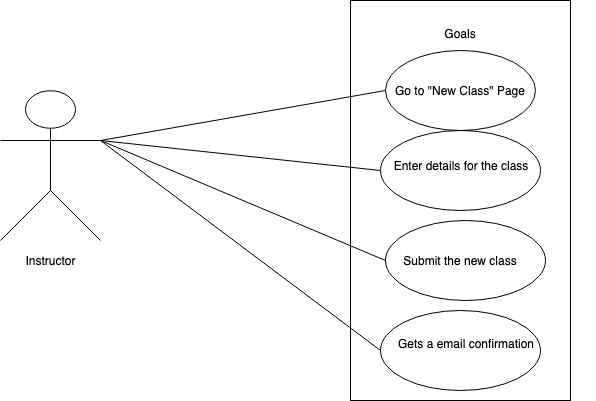 Goals
Go to "New Class" Page
Enter details for the class
Submit the new class
Gets a email confirmation
Instructor